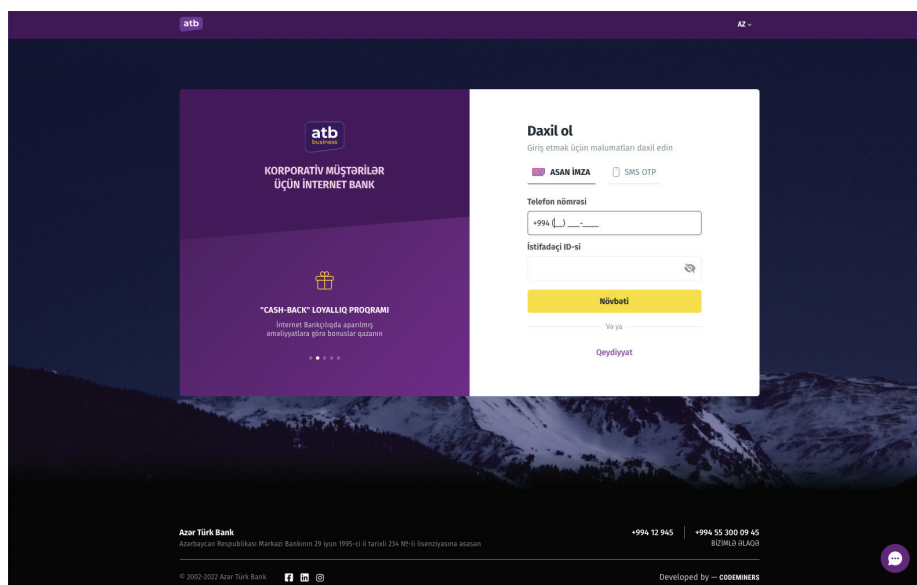 atb
AZ
atb
business
KORPORATİV MÜŞTƏRİLƏR
ÜÇÜN İNTERNET BANK
"CASH-BACK" LOYALLIQ PROQRAMI
İnternet Bankçılıqda aparılmış
əməliyyatlara görə bonuslar qazanın
Daxil ol
Giriş etmək üçün məlumatları daxil edin
ASAN İMZA
SMS OTP
Telefon nömrəsi
+994 (__) ___-____
İstifadəçi ID-si
Növbəti
Və ya
Qeydiyyat
Azər Türk Bank
Azərbaycan Respublikası Mərkəzi Bankının 29 iyun 1995-ci il tarixli 234 №-li lisenziyasına əsasən
+994 12 945
+994 55 300 09 45
BİZİMLƏ ƏLAQƏ
© 2002-2022 Azər Türk Bank
Developed by — CODEMINERS